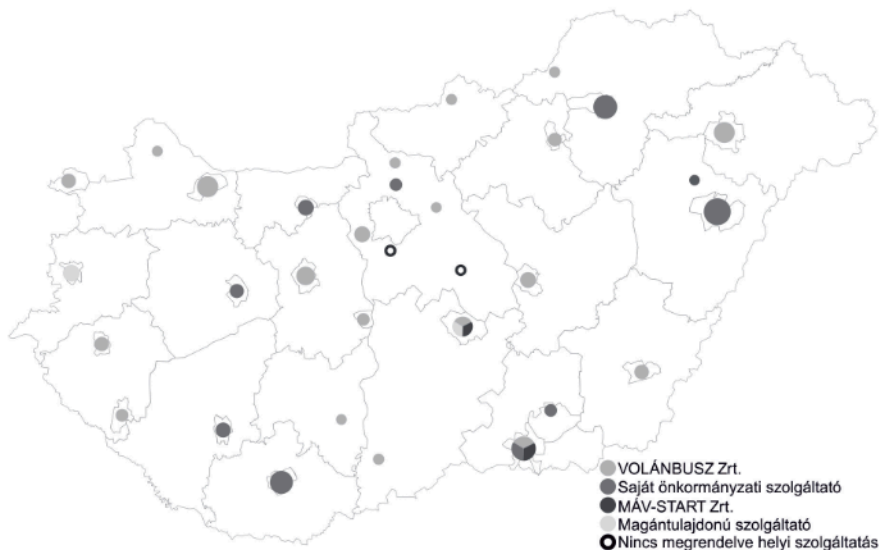 VOLÁNBUSZ Zrt.
Saját önkormányzati szolgáltató
MÁV-START Zrt.
Magántulajdonú szolgáltató
Nincs megrendelve helyi szolgáltatás